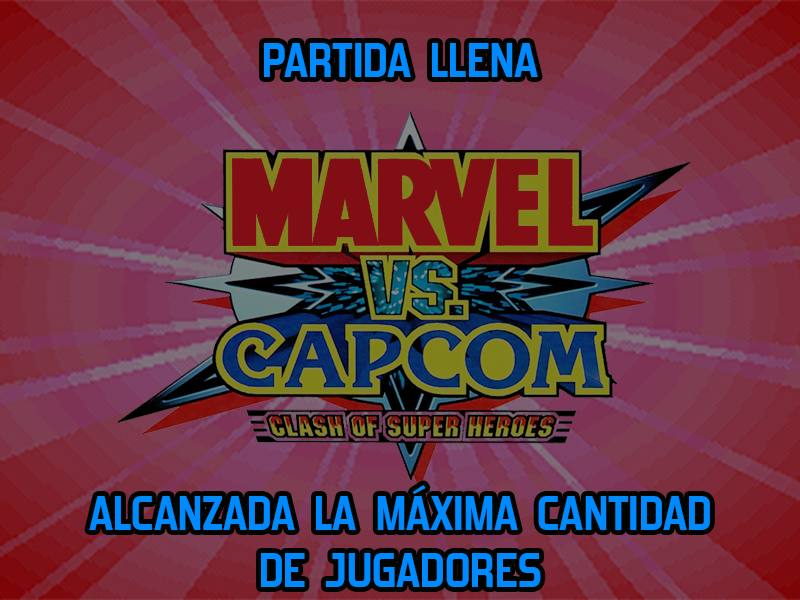 PARTIDA LLENA
MARVEL
VS.
CAPCOM
CLASH OF SUPER HEROES
ALCANZADA LA MÁXIMA CANTIDAD
DE JUGADORES